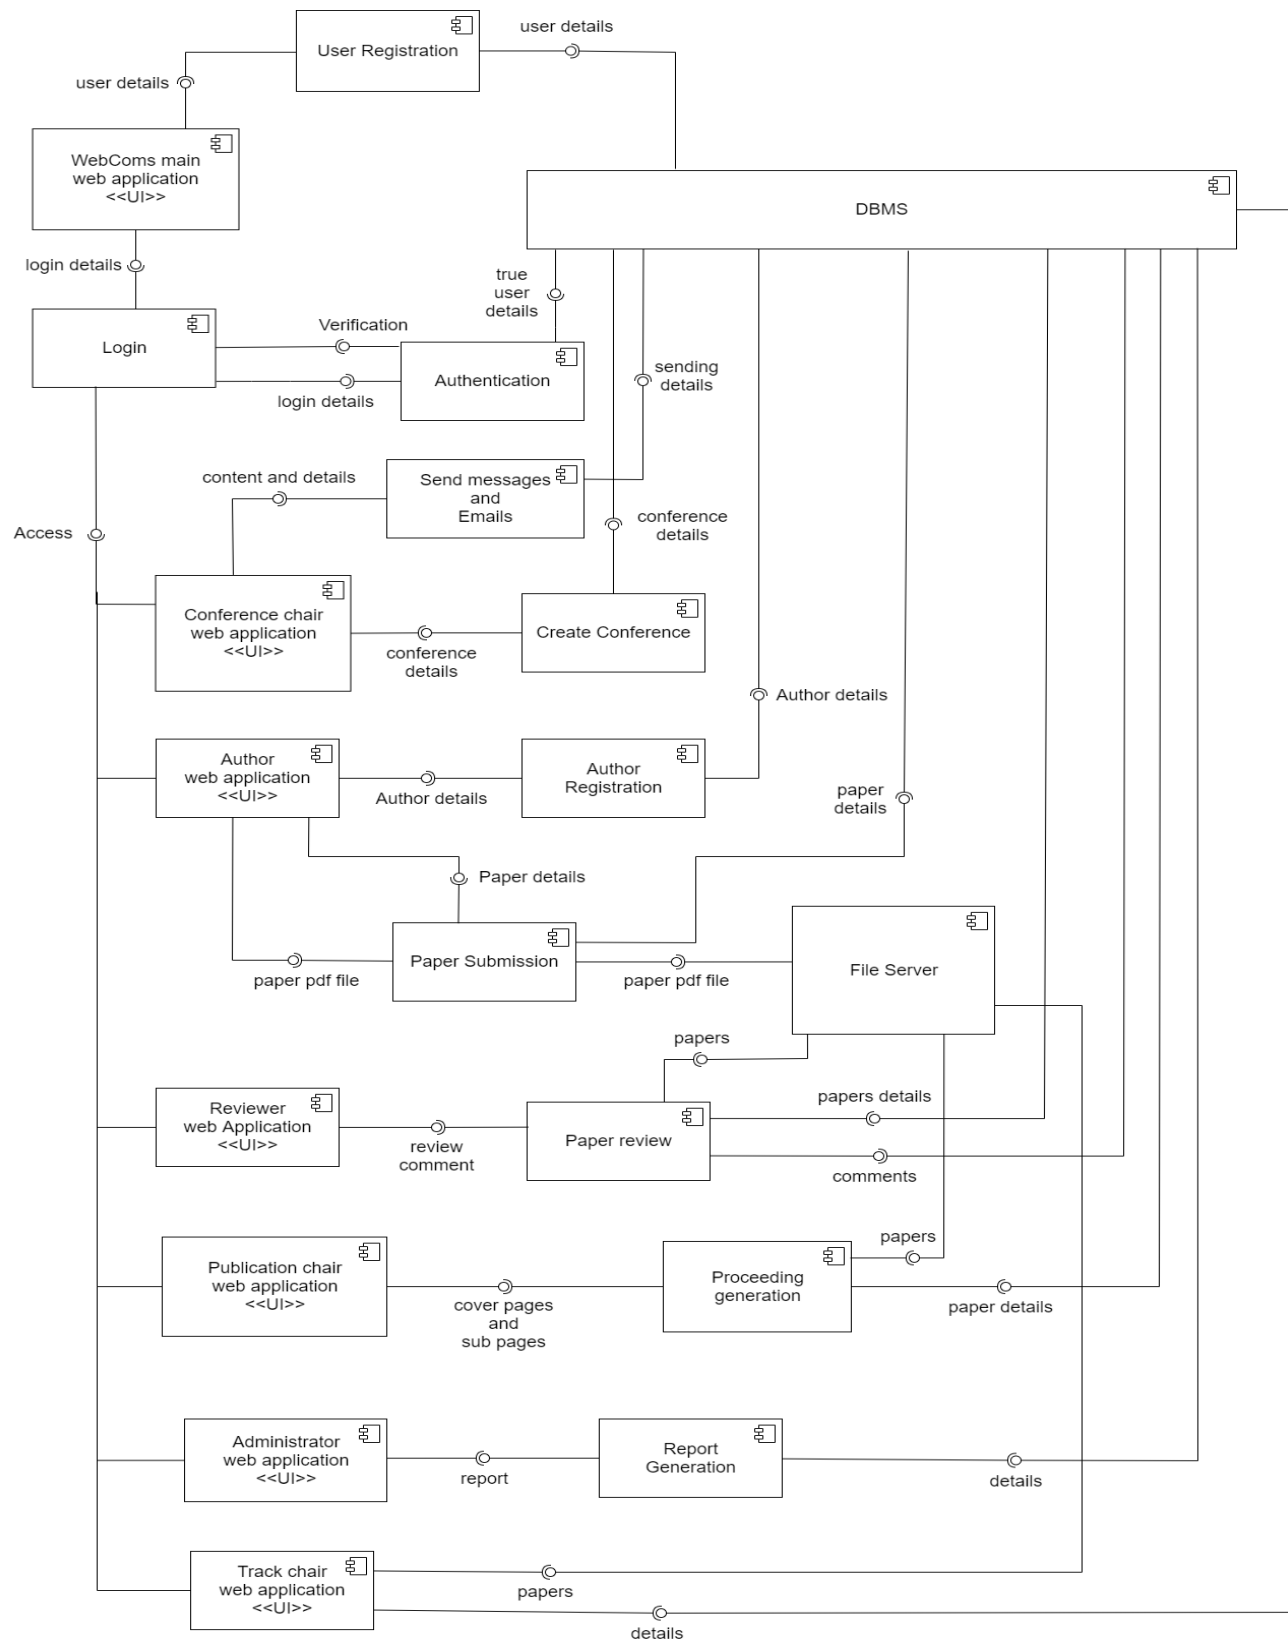 user details
User Registration
user details
WebComs main
web application
<<UI>>
DBMS
login details
true
user
details
Login
Verification
Authentication
login details
sending
details
content and details
Send messages
and
Emails
conference
details
Access
Conference chair
web application
<<UI>>
Create Conference
conference
details
Author details
Author
web application
<<UI>>
Author
Registration
Author details
paper
details
Paper details
Paper Submission
File Server
paper pdf file
paper pdf file
papers
Reviewer
web Application
<<UI>>
papers details
Paper review
review
comment
comments
papers
Publication chair
web application
<<UI>>
Proceeding
generation
cover pages
and
sub pages
paper details
Administrator
web application
<<UI>>
Report
Generation
report
details
Track chair
web application
<<UI>>
papers
details